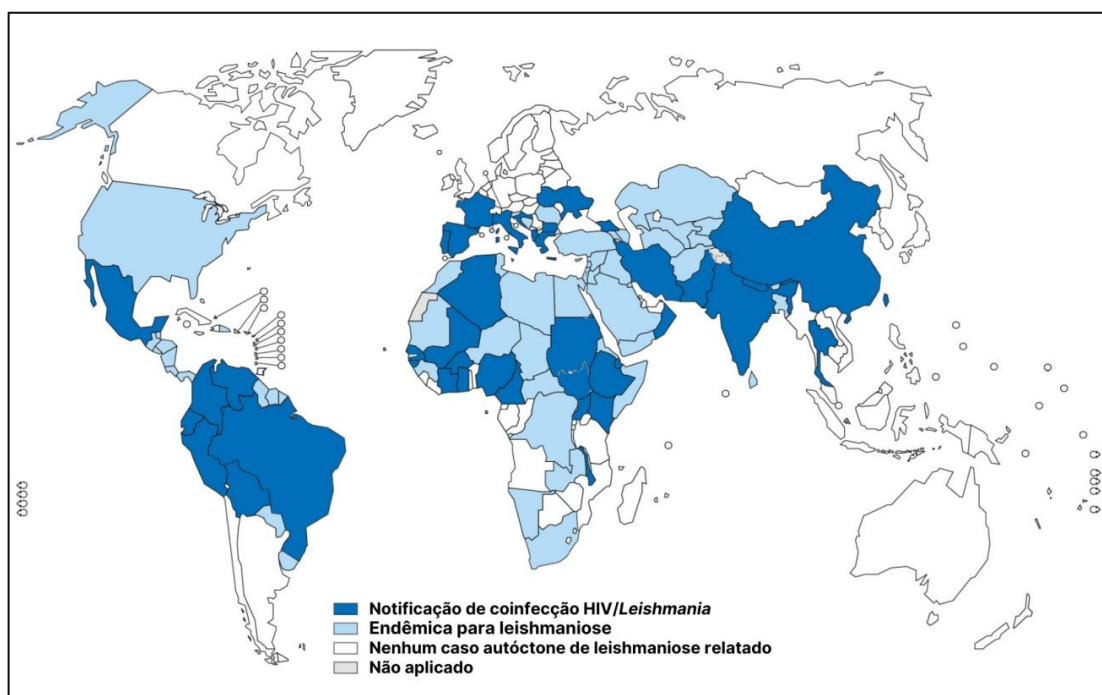 Notificação de coinfecção HIV/Leishmania
Endêmica para leishmaniose
Nenhum caso autóctone de leishmaniose relatado
Não aplicado